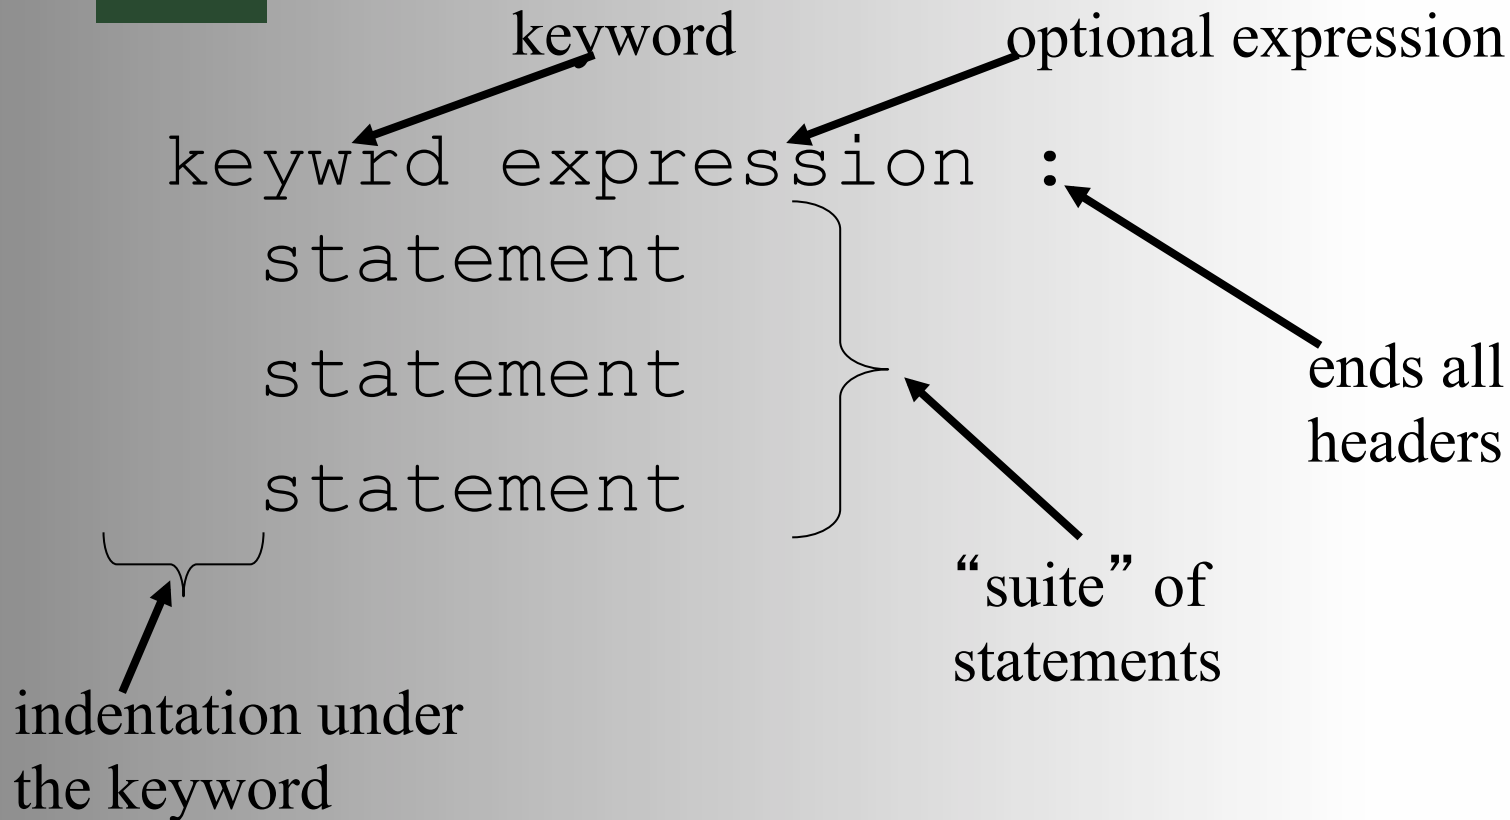 keyword
optional expression
keywrd expression :
statement
statement
statement
ends all
headers
“suite” of
statements
indentation under
the keyword